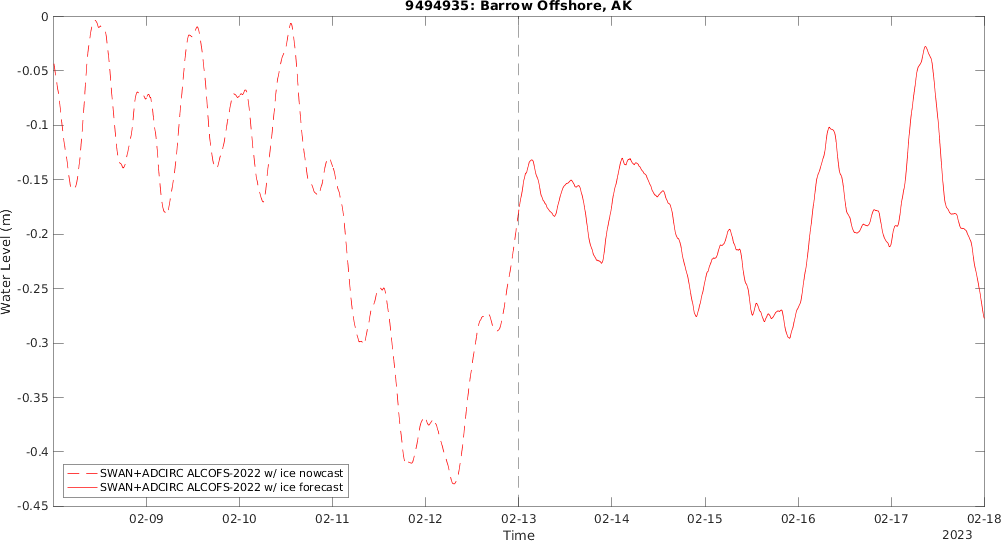 9494935: Barrow Offshore, AK
0
-0.05
-0.1
-0.15
-0.2
-0.25
-0.3
-0.35
-0.4
-0.45
Water Level (m)
SWAN+ADCIRC ALCOFS-2022 w/ ice nowcast
SWAN+ADCIRC ALCOFS-2022 w/ ice forecast
02-09 02-10 02-11 02-12 02-13 02-14 02-15 02-16 02-17 02-18
Time
2023